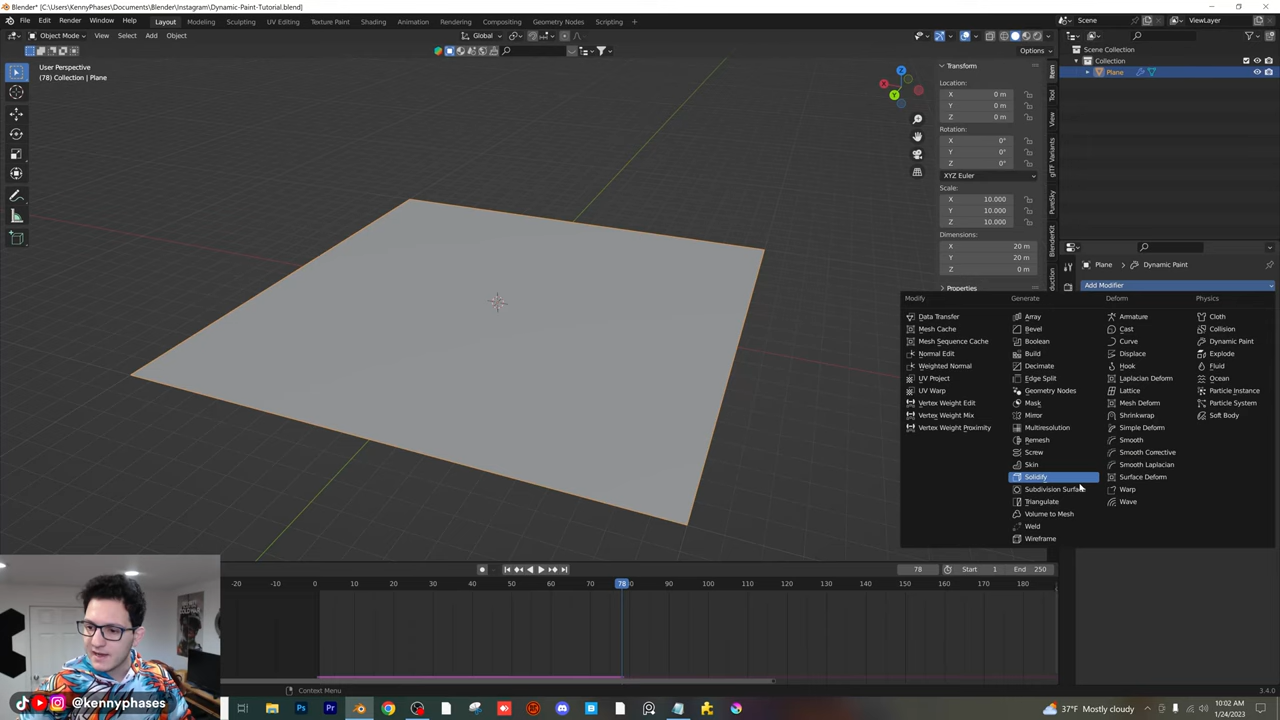 Blender* [C:\Users\KennyPhases\Documents\Blender\Instagram\Dynamic-Paint-Tutorial.blend]
File Edit Render Window Help Layout Modeling Sculpting UV Editing Texture Paint Shading Animation Rendering Compositing Geometry Nodes Scripting + Scene ViewLayer
Object Mode View Select Add Object Global
Options
User Perspective
(78) Collection | Plane
Transform
Location:
X 0 m
Y 0 m
Z 0 m
Rotation:
X 0°
Y 0°
Z 0°
XYZ Euler
Scale:
X 10.000
Y 10.000
Z 10.000
Dimensions:
X 20 m
Y 20 m
Z 0 m
Properties
X
Y
Z
Item
Tool
View
glTF Variants
PureSky
BlenderKit
Scene Collection
Collection
Plane
Plane > Dynamic Paint
Add Modifier
Modify
Data Transfer
Mesh Cache
Mesh Sequence Cache
Normal Edit
Weighted Normal
UV Project
UV Warp
Vertex Weight Edit
Vertex Weight Mix
Vertex Weight Proximity
Generate
Array
Bevel
Boolean
Build
Decimate
Edge Split
Geometry Nodes
Mask
Mirror
Multiresolution
Remesh
Screw
Skin
Solidify
Subdivision Surface
Triangulate
Volume to Mesh
Weld
Wireframe
Deform
Armature
Cast
Curve
Displace
Hook
Laplacian Deform
Lattice
Mesh Deform
Shrinkwrap
Simple Deform
Smooth
Smooth Corrective
Smooth Laplacian
Surface Deform
Warp
Wave
Physics
Cloth
Collision
Dynamic Paint
Explode
Fluid
Ocean
Particle Instance
Particle System
Soft Body
78 Start 1 End 250
-20 -10 0 10 20 30 40 50 60 70 78 90 100 110 120 130 140 150 160 170 180
Context Menu 3.4.0
@kennyphases
37°F Mostly cloudy
10:02 AM
1/24/2023